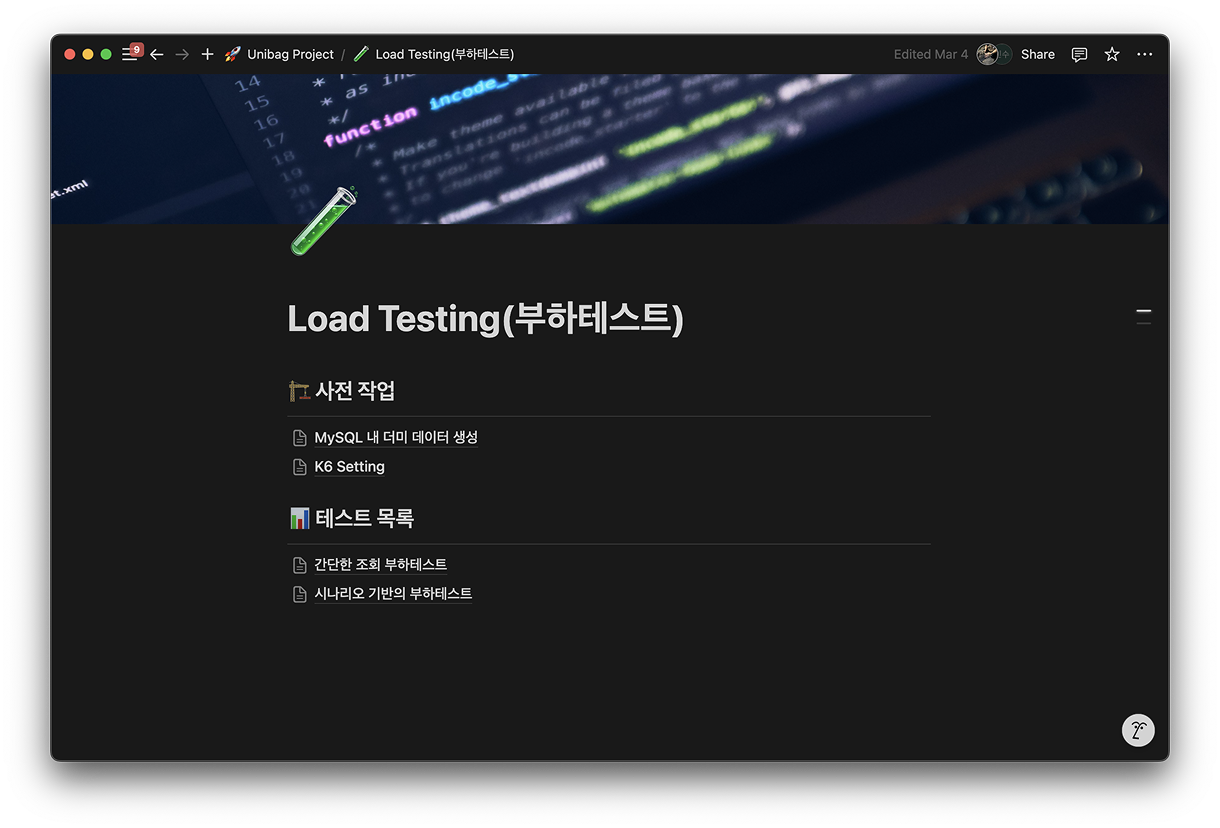 9
Unibag Project / Load Testing(부하테스트)
Edited Mar 4
Share
14
15 * as
16 */
17 function incode_st
18 /*
19 * Make theme available
20 * Translations can be filed
* If you're building a theme based
* to change 'incode_starter' to the
st.xml
Load Testing(부하테스트)
사전 작업
MySQL 내 더미 데이터 생성
K6 Setting
테스트 목록
간단한 조회 부하테스트
시나리오 기반의 부하테스트